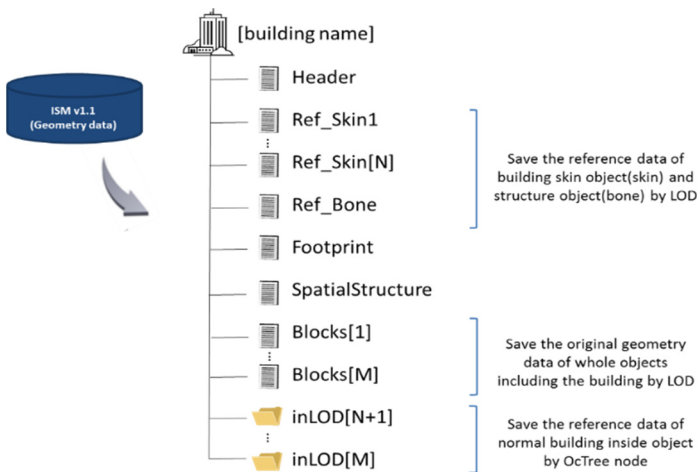 [building name]
Header
ISM v1.1
(Geometry data)
Ref_Skin1
⋮
Ref_Skin[N]
Ref_Bone
Save the reference data of
building skin object(skin) and
structure object(bone) by LOD
Footprint
SpatialStructure
Blocks[1]
⋮
Blocks[M]
Save the original geometry
data of whole objects
including the building by LOD
inLOD[N+1]
⋮
inLOD[M]
Save the reference data of
normal building inside object
by OcTree node